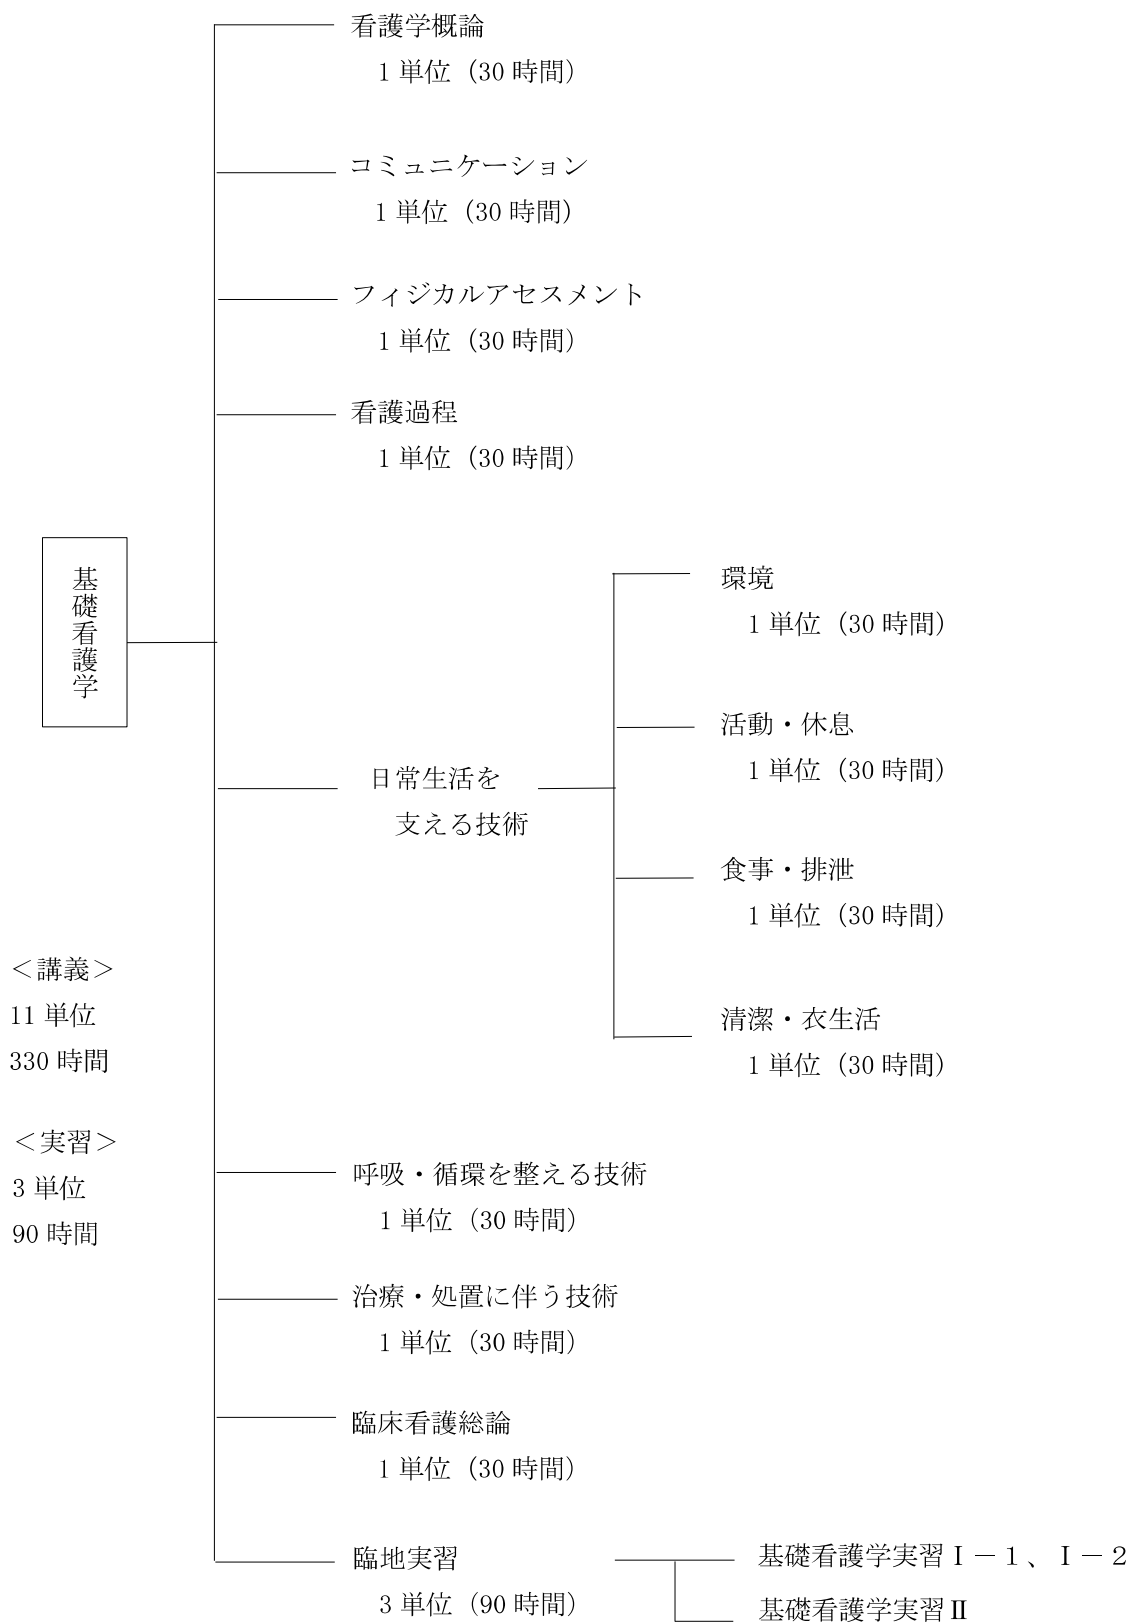 看護学概論
1単位（30時間）
コミュニケーション
1単位（30時間）
フィジカルアセスメント
1単位（30時間）
看護過程
1単位（30時間）
基礎看護学
日常生活を
支える技術
環境
1単位（30時間）
活動・休息
1単位（30時間）
食事・排泄
1単位（30時間）
清潔・衣生活
1単位（30時間）
＜講義＞
11単位
330時間
＜実習＞
3単位
90時間
呼吸・循環を整える技術
1単位（30時間）
治療・処置に伴う技術
1単位（30時間）
臨床看護総論
1単位（30時間）
臨地実習
3単位（90時間）
基礎看護学実習Ⅰ－1、Ⅰ－2
基礎看護学実習Ⅱ